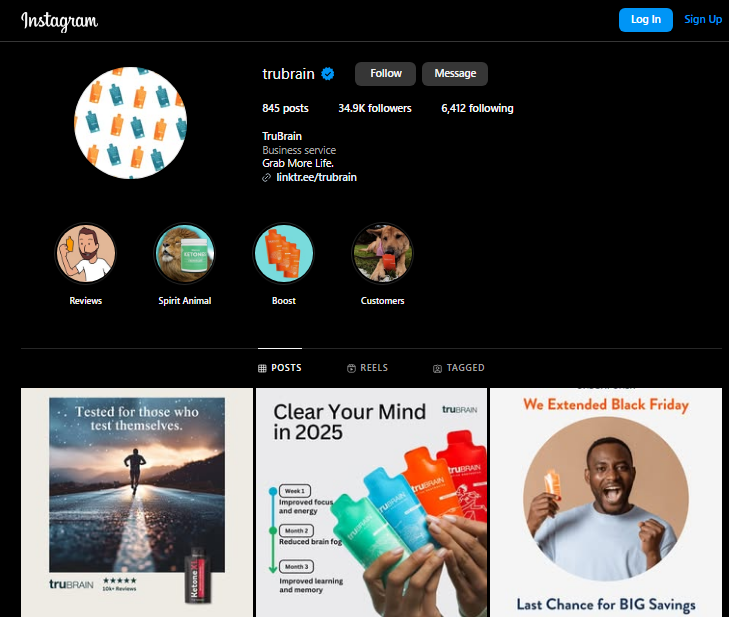 Instagram
Log In
Sign Up
trubrain
Follow
Message
845 posts
34.9K followers
6,412 following
TruBrain
Business service
Grab More Life.
linktr.ee/trubrain
KETONES
Reviews
Spirit Animal
Boost
Customers
POSTS
REELS
TAGGED
Tested for those who
test themselves.
Ketone
truBRAIN
10k+ Reviews
Clear Your Mind
in 2025
truBRAIN
Week 1
Improved focus
and energy
Month 2
Reduced brain fog
Month 3
Improved learning
and memory
truBRAIN
truBRAIN
truBRAIN
truBRAIN
We Extended Black Friday
Last Chance for BIG Savings